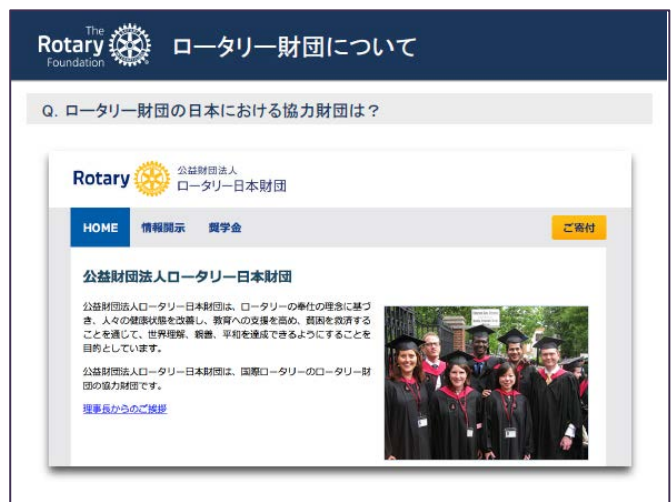 The
Rotary
Foundation
ロータリー財団について
Q. ロータリー財団の日本における協力財団は？
Rotary
公益財団法人
ロータリー日本財団
HOME 情報開示 奨学金 ご寄付
公益財団法人ロータリー日本財団
公益財団法人ロータリー日本財団は、ロータリーの奉仕の理念に基づ
き、人々の健康状態を改善し、教育への支援を高め、貧困を救済する
ことを通じて、世界理解、親善、平和を達成できるようにすることを
目的としています。
公益財団法人ロータリー日本財団は、国際ロータリーのロータリー財
団の協力財団です。
理事長からのご挨拶